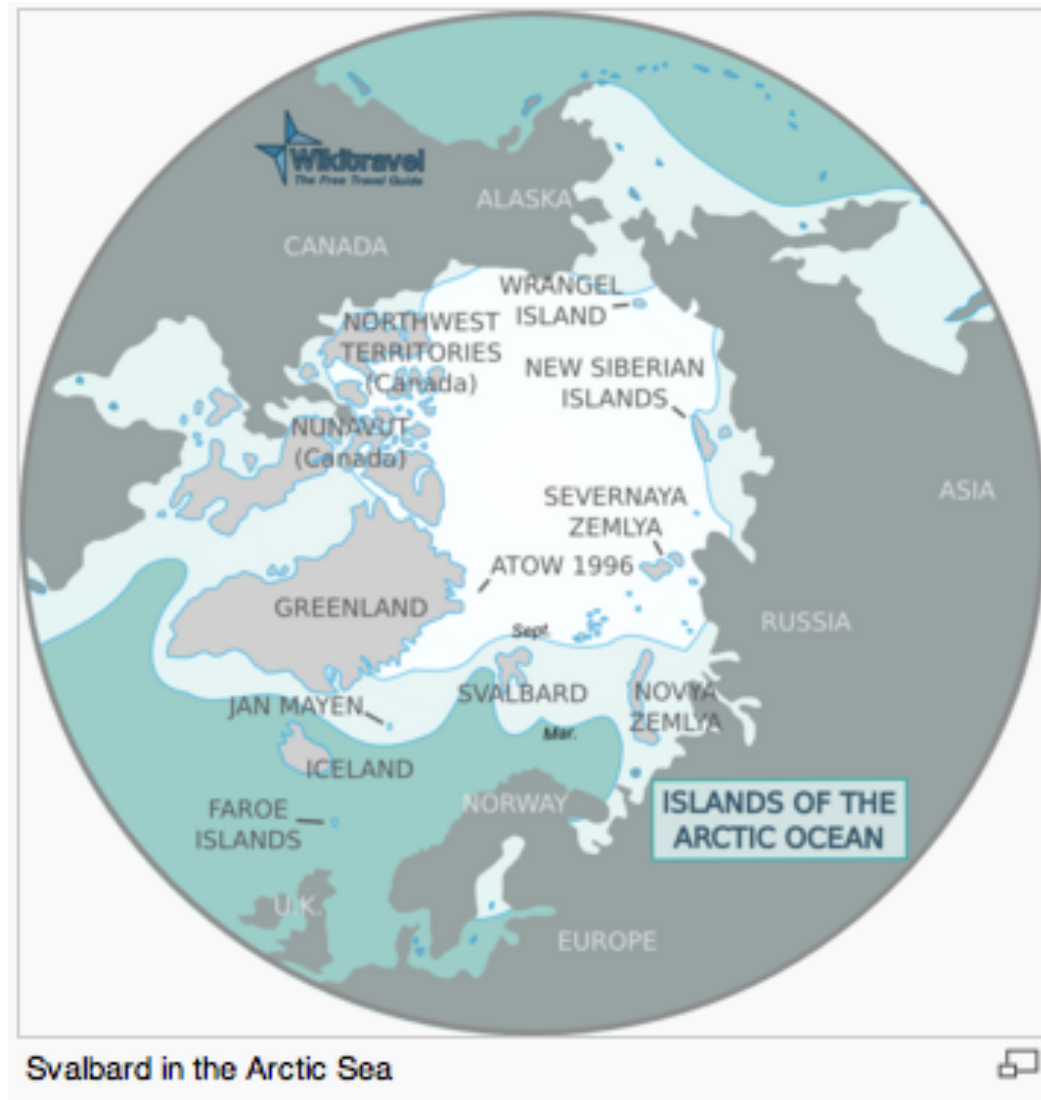 Wikitravel
The Free Travel Guide
ALASKA
CANADA
WRANGEL
ISLAND
NORTHWEST
TERRITORIES
(Canada)
NEW SIBERIAN
ISLANDS
NUNAVUT
(Canada)
ASIA
SEVERNAYA
ZEMLYA
ATOW 1996
GREENLAND
RUSSIA
Sept.
SVALBARD
NOVYA
ZEMLYA
JAN MAYEN
Mar.
ICELAND
NORWAY
FAROE
ISLANDS
ISLANDS OF THE
ARCTIC OCEAN
U.K.
EUROPE
Svalbard in the Arctic Sea